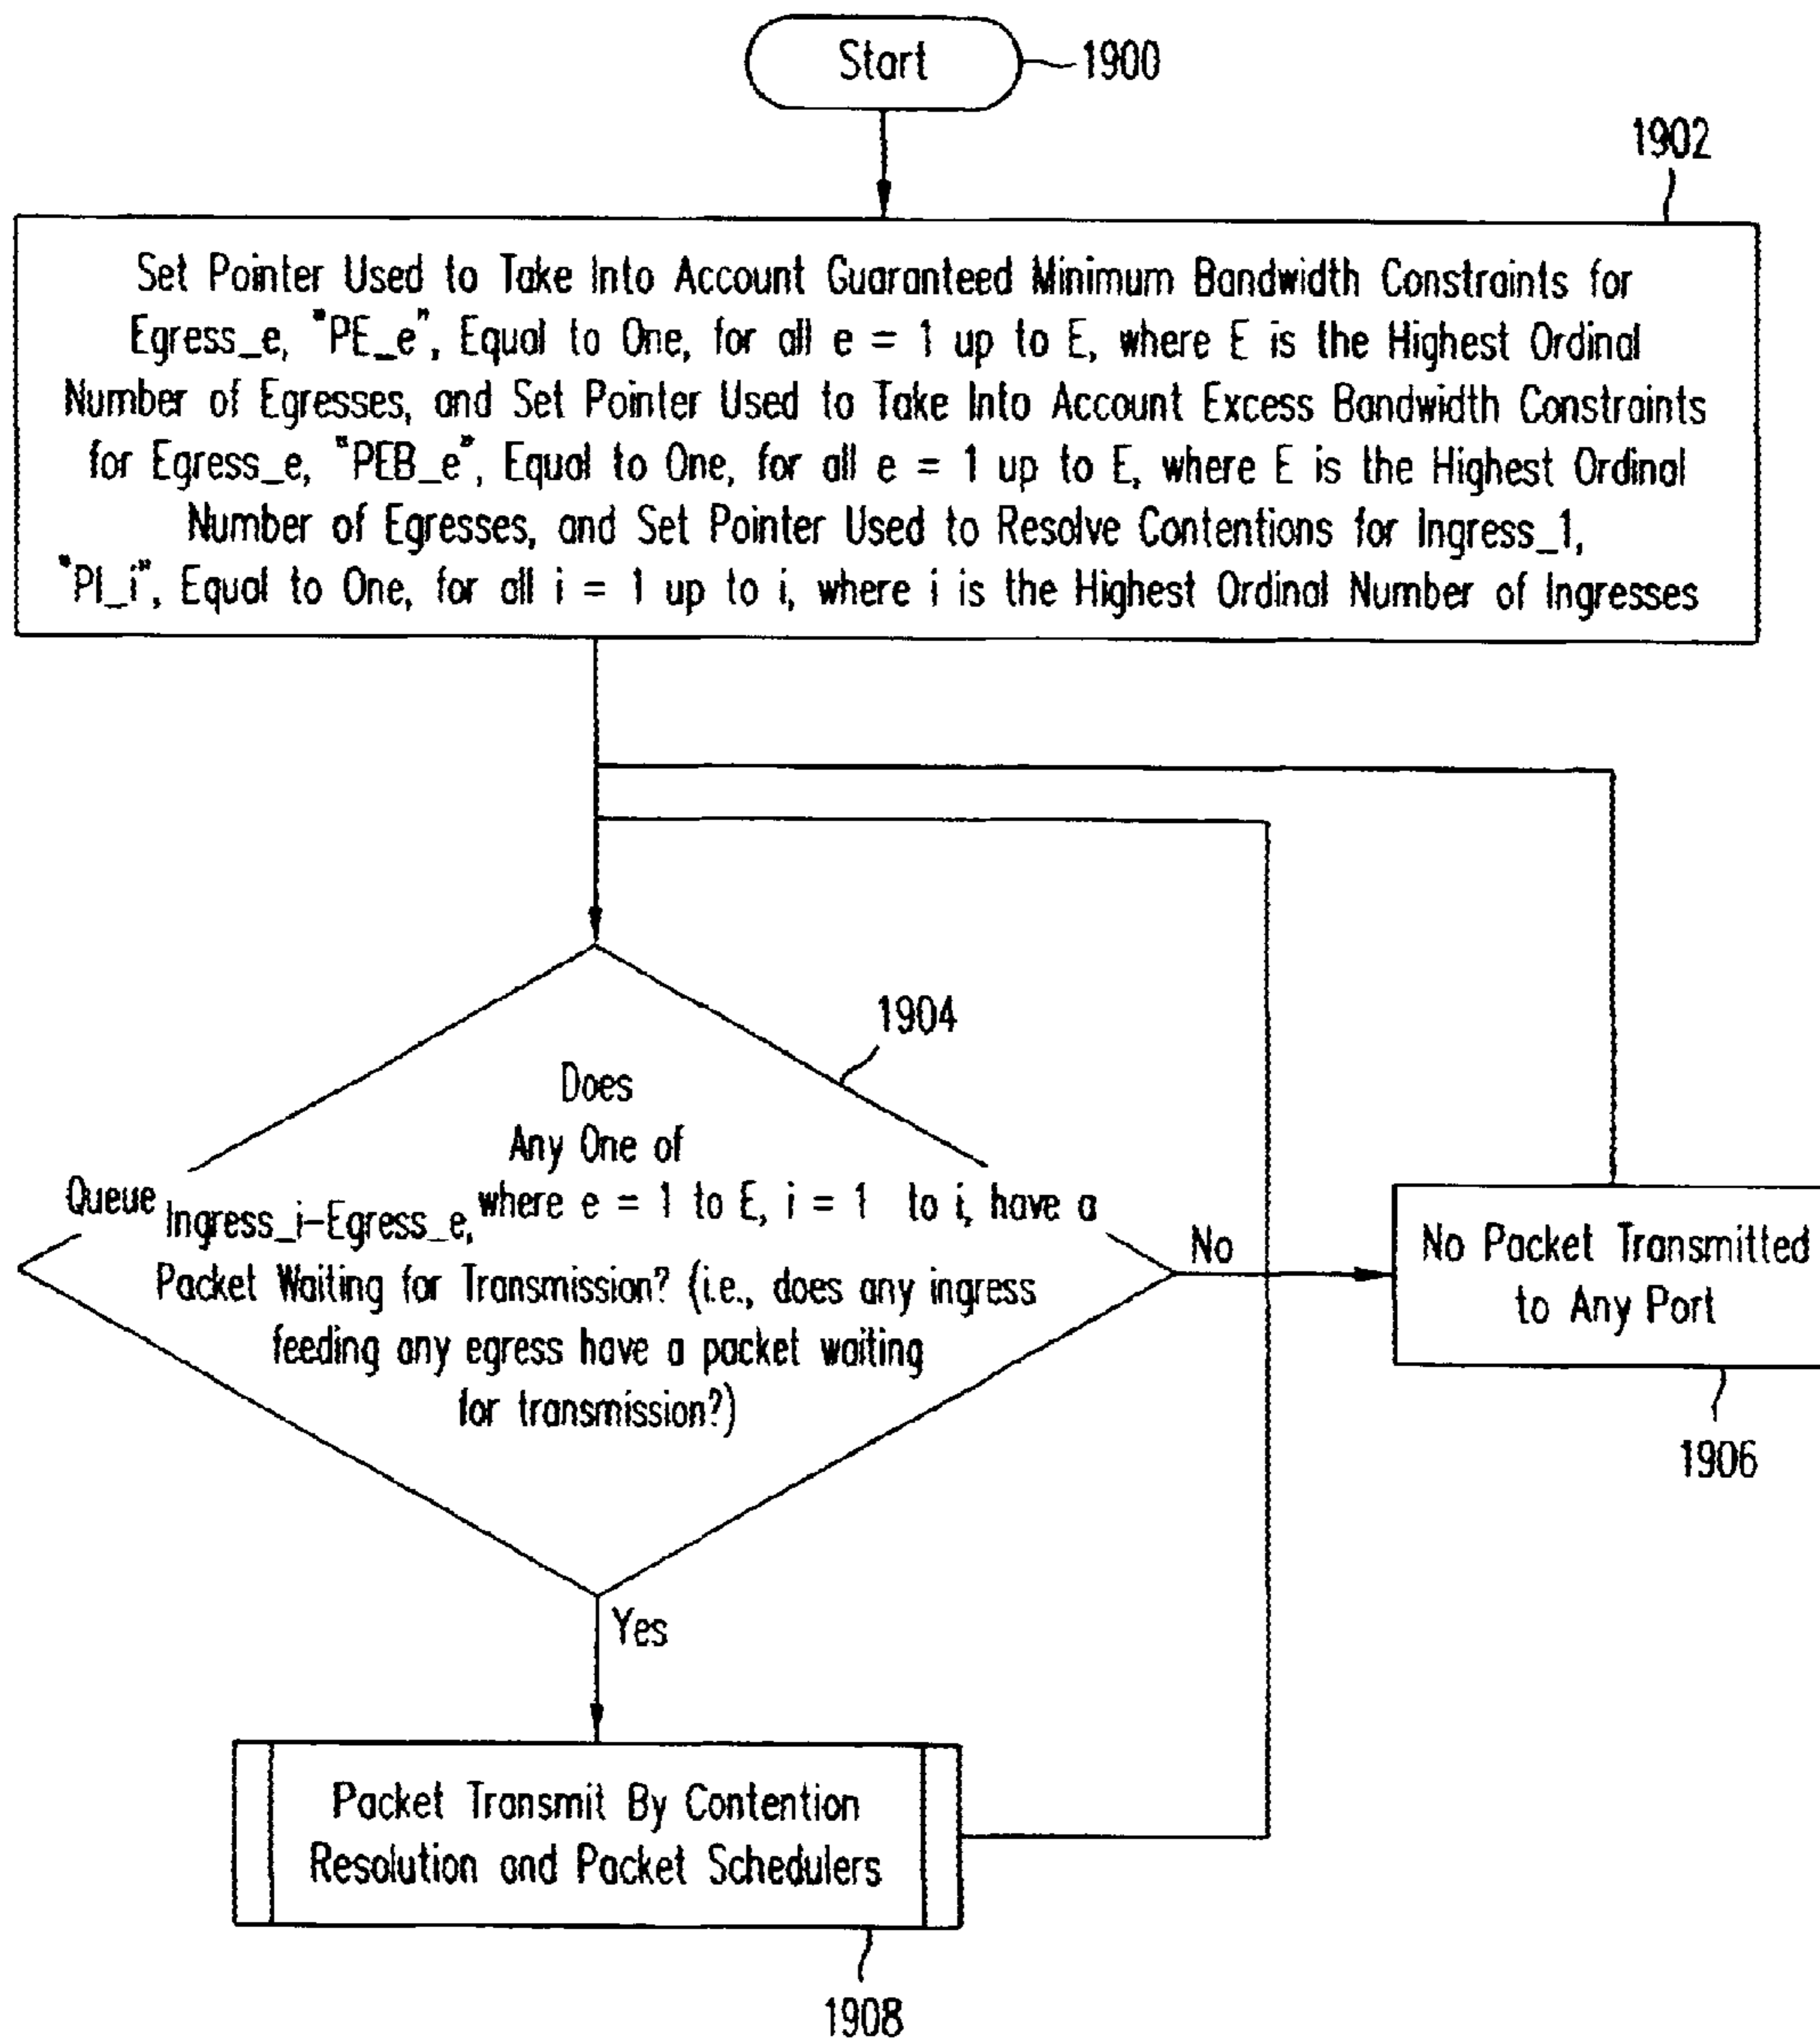 Start
1900
1902
Set Pointer Used to Take Into Account Guaranteed Minimum Bandwidth Constraints for
Egress_e, "PE_e", Equal to One, for all e = 1 up to E, where E is the Highest Ordinal
Number of Egresses, and Set Pointer Used to Take Into Account Excess Bandwidth Constraints
for Egress_e, "PEB_e", Equal to One, for all e = 1 up to E, where E is the Highest Ordinal
Number of Egresses, and Set Pointer Used to Resolve Contentions for Ingress_1,
"PI_i", Equal to One, for all i = 1 up to i, where i is the Highest Ordinal Number of Ingresses
1904
Does
Any One of
Queue Ingress_i-Egress_e, where e = 1 to E, i = 1 to i, have a
Packet Waiting for Transmission? (i.e., does any ingress
feeding any egress have a packet waiting
for transmission?)
No
No Packet Transmitted
to Any Port
1906
Yes
Packet Transmit By Contention
Resolution and Packet Schedulers
1908